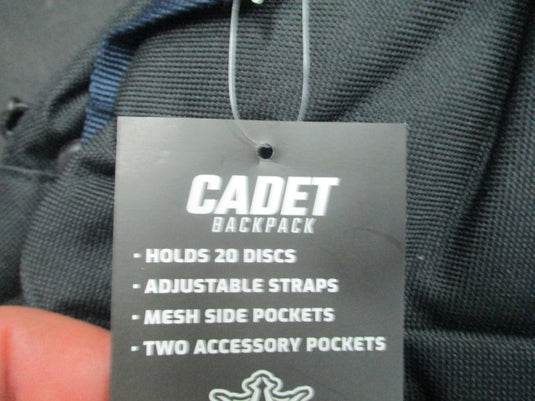 CADET
BACKPACK
- HOLDS 20 DISCS
- ADJUSTABLE STRAPS
- MESH SIDE POCKETS
- TWO ACCESSORY POCKETS